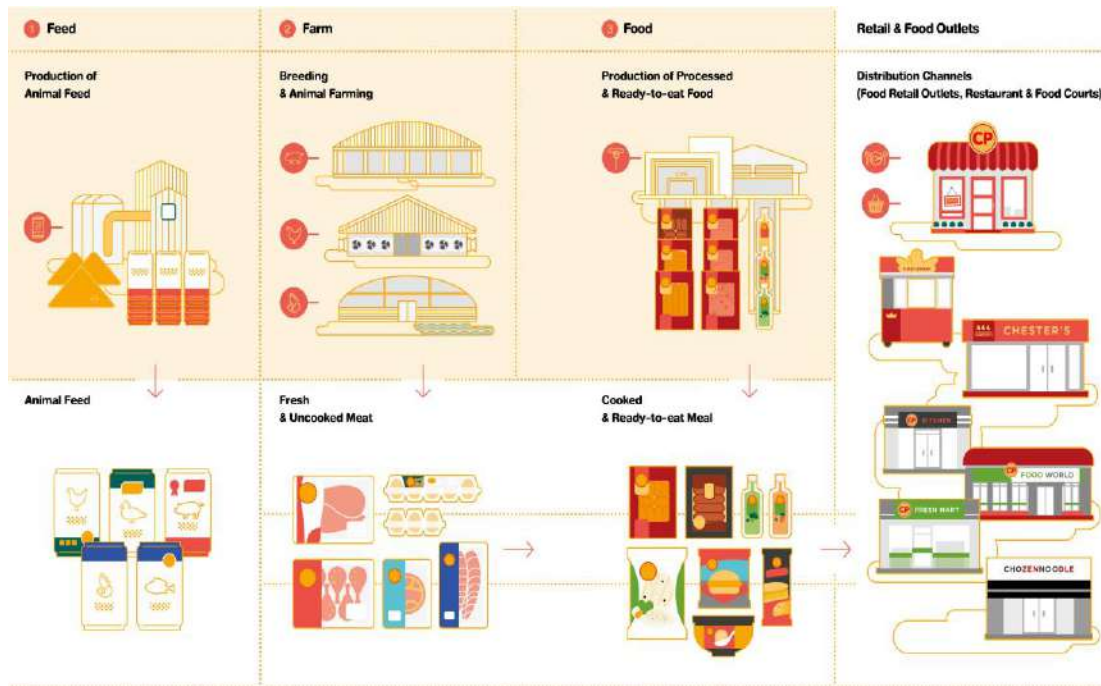 1 Feed
2 Farm
3 Food
Retail & Food Outlets
Production of
Animal Feed
Breeding
& Animal Farming
Production of Processed
& Ready-to-eat Food
Distribution Channels
(Food Retail Outlets, Restaurant & Food Courts)
CP
CHESTER'S
CP KITCHEN
CP FOOD WORLD
CP FRESH MART
CHOZENNOODLE
Animal Feed
Fresh
& Uncooked Meat
Cooked
& Ready-to-eat Meal